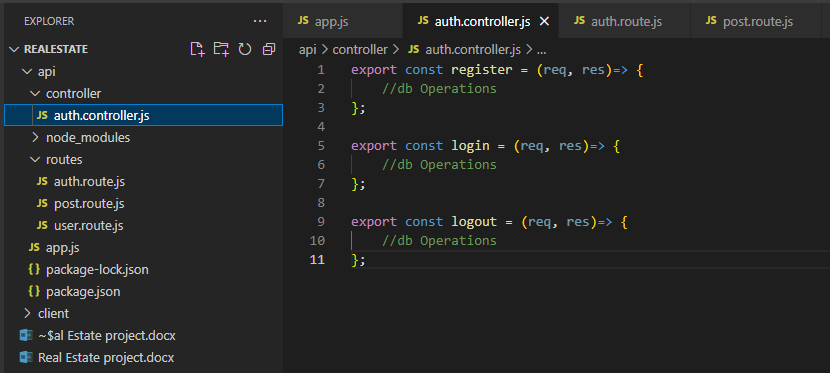 EXPLORER ...
REALESTATE
api
controller
JS auth.controller.js
node_modules
routes
JS auth.route.js
JS post.route.js
JS user.route.js
JS app.js
{} package-lock.json
{} package.json
client
~$al Estate project.docx
Real Estate project.docx
JS app.js JS auth.controller.js JS auth.route.js JS post.route.js
api > controller > JS auth.controller.js > ...
1 export const register = (req, res)=> {
2 //db Operations
3 };
4
5 export const login = (req, res)=> {
6 //db Operations
7 };
8
9 export const logout = (req, res)=> {
10 //db Operations
11 };